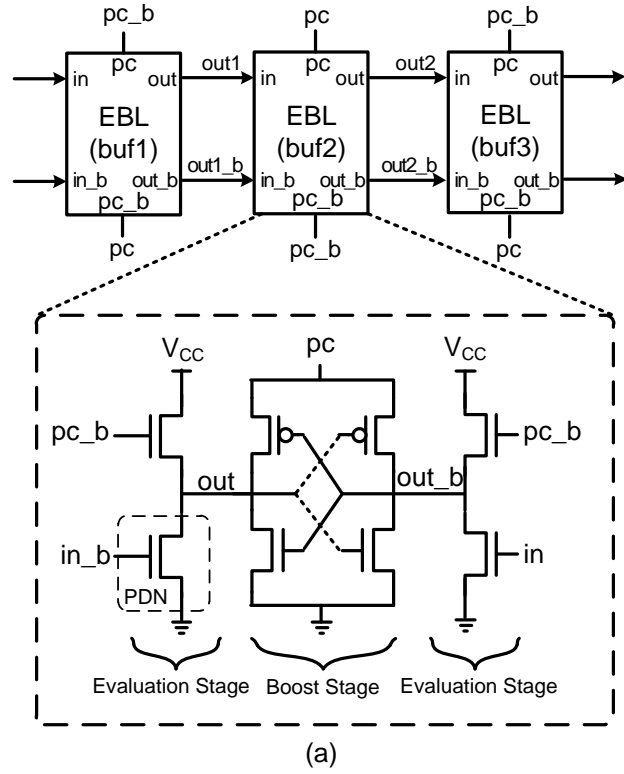 pc_b pc pc_b
in pc out out1 in pc out out2 in pc out
EBL (buf1) EBL (buf2) EBL (buf3)
in_b out_b out1_b in_b out_b out2_b in_b out_b
pc_b pc_b pc_b
pc pc_b pc
VCC pc VCC
pc_b pc_b
out out_b
in_b in
PDN
Evaluation Stage Boost Stage Evaluation Stage
(a)